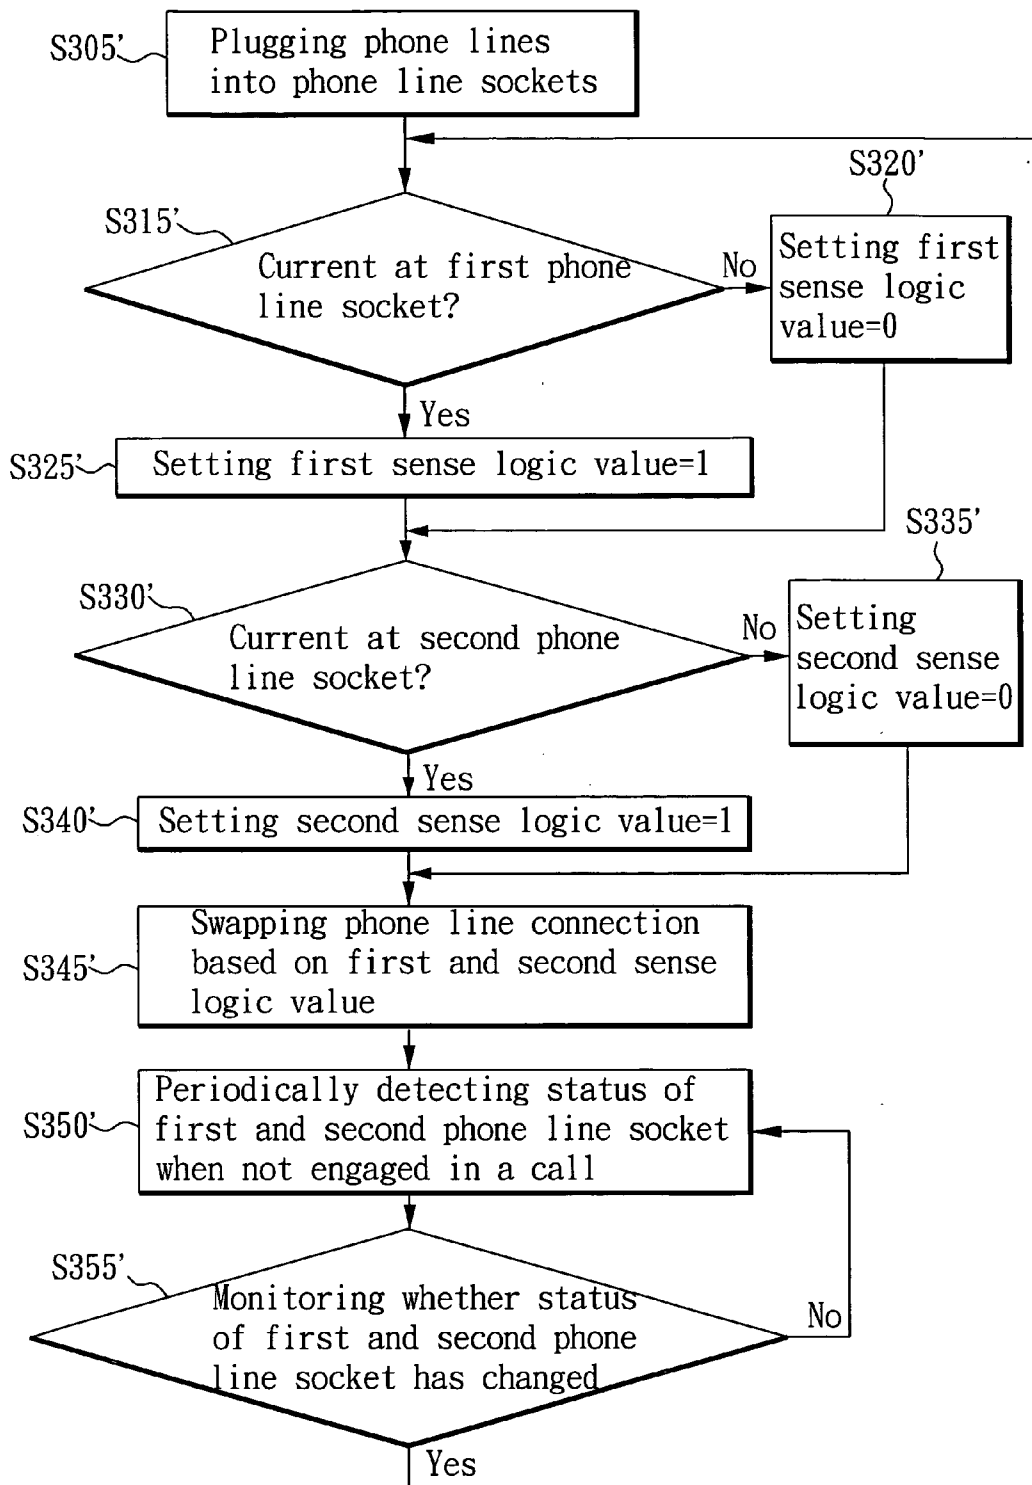 S305'
Plugging phone lines
into phone line sockets
S315'
Current at first phone
line socket?
No
S320'
Setting first
sense logic
value=0
Yes
S325'
Setting first sense logic value=1
S330'
Current at second phone
line socket?
No
S335'
Setting
second sense
logic value=0
Yes
S340'
Setting second sense logic value=1
S345'
Swapping phone line connection
based on first and second sense
logic value
S350'
Periodically detecting status of
first and second phone line socket
when not engaged in a call
S355'
Monitoring whether status
of first and second phone
line socket has changed
No
Yes